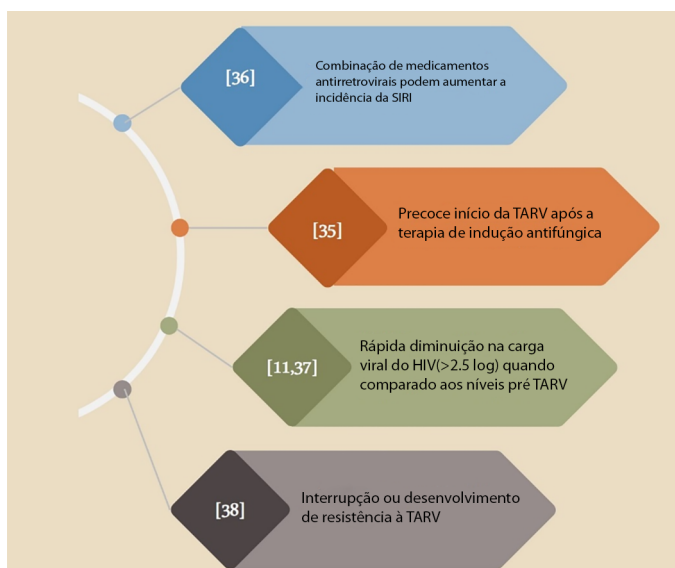 [36]
Combinação de medicamentos
antirretrovirais podem aumentar a
incidência da SIRI
[35]
Precoce início da TARV após a
terapia de indução antifúngica
[11,37]
Rápida diminuição na carga
viral do HIV(>2.5 log) quando
comparado aos níveis pré TARV
[38]
Interrupção ou desenvolvimento
de resistência à TARV